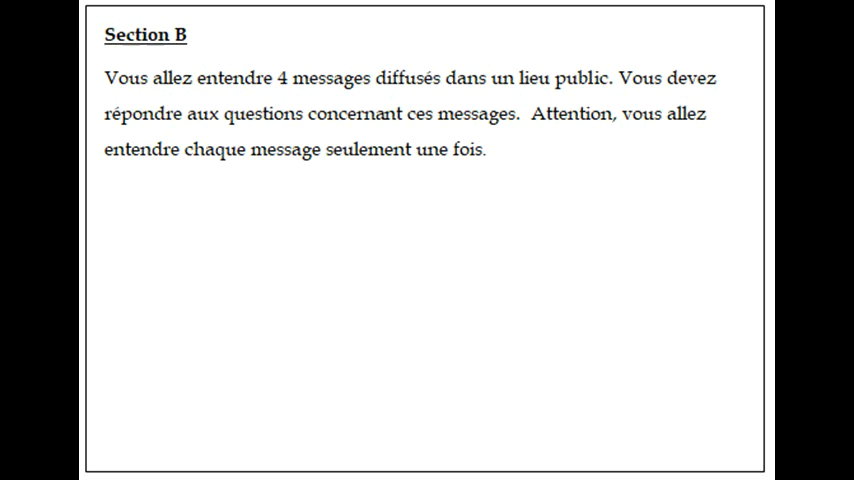 Section B
Vous allez entendre 4 messages diffusés dans un lieu public. Vous devez
répondre aux questions concernant ces messages.  Attention, vous allez
entendre chaque message seulement une fois.